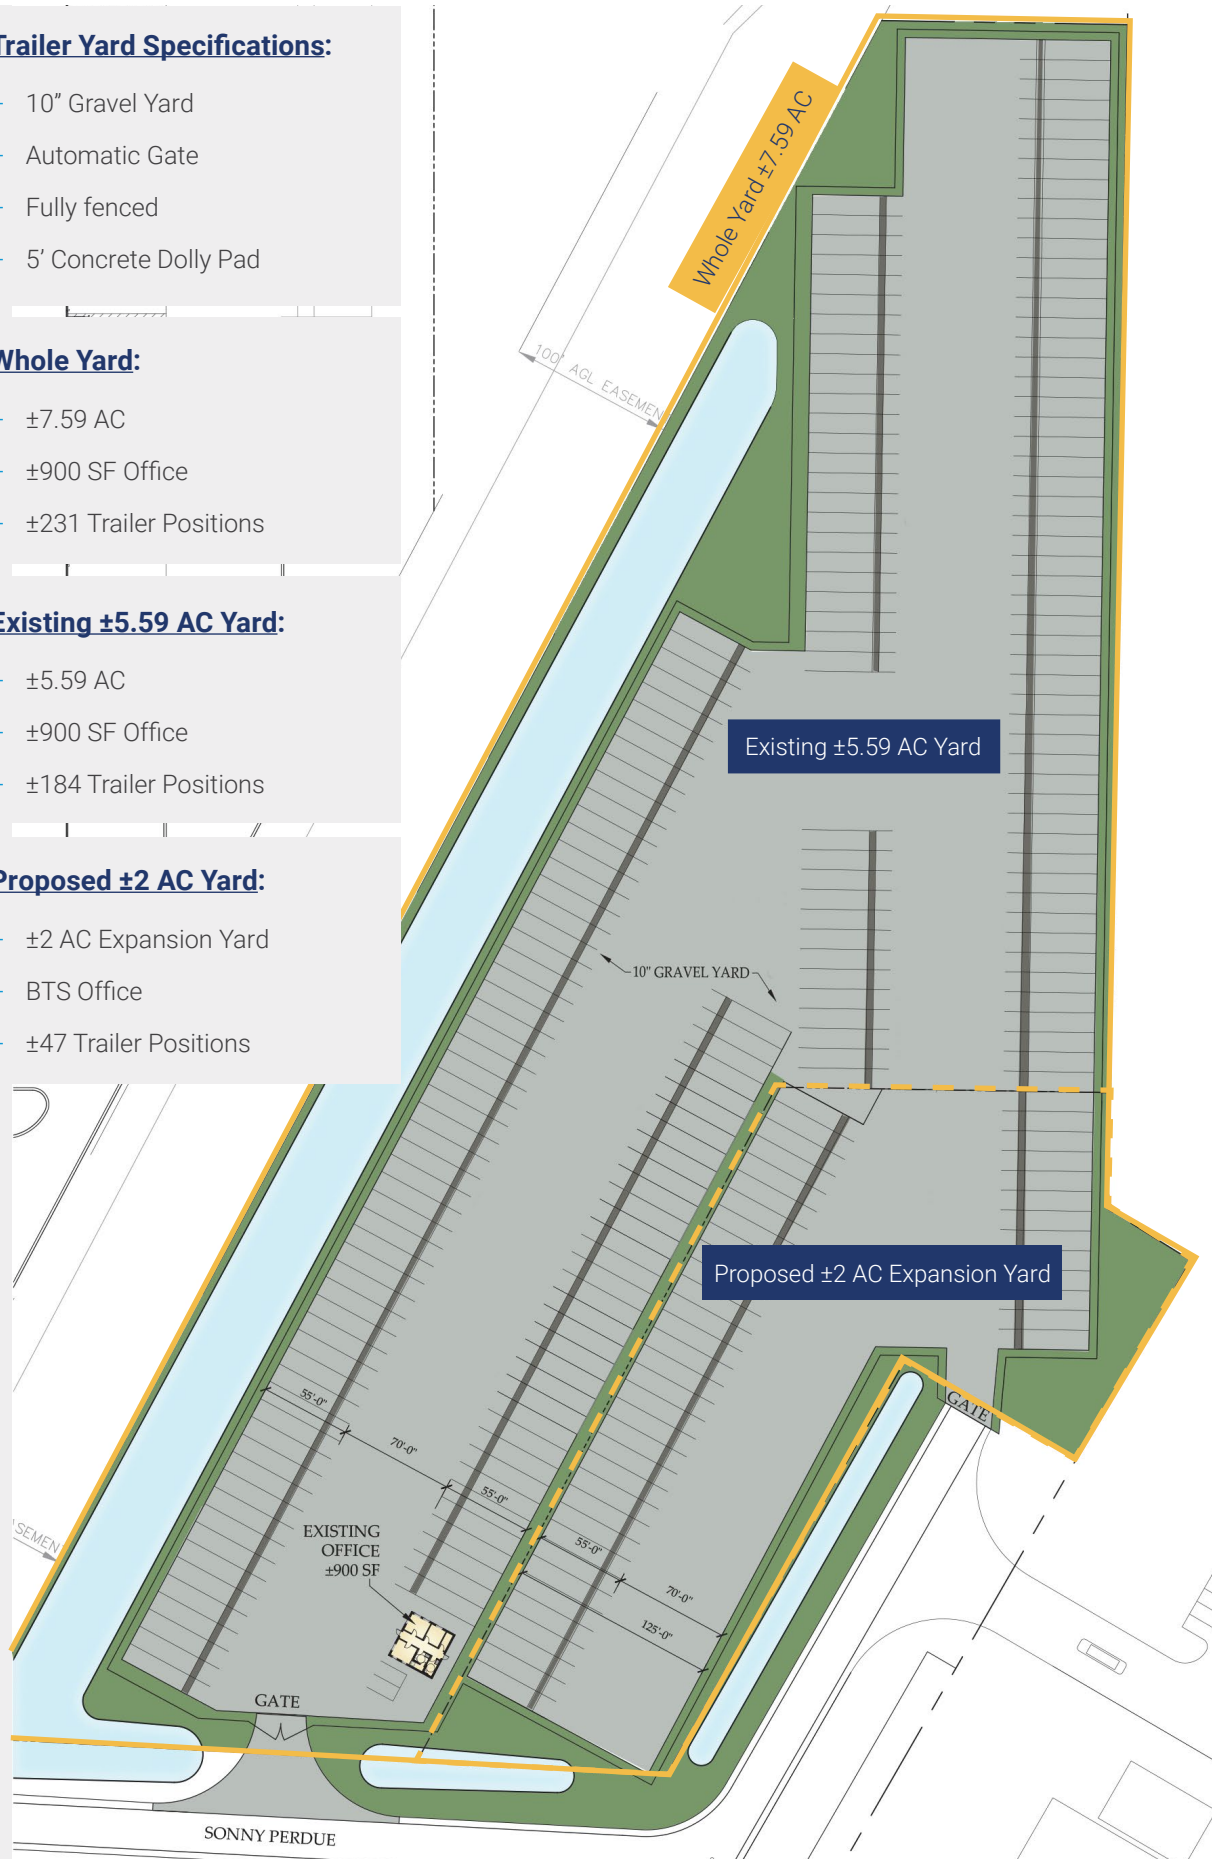 Trailer Yard Specifications:
10” Gravel Yard
Automatic Gate
Fully fenced
5’ Concrete Dolly Pad
Whole Yard:
±7.59 AC
±900 SF Office
±231 Trailer Positions
Existing ±5.59 AC Yard:
±5.59 AC
±900 SF Office
±184 Trailer Positions
Proposed ±2 AC Yard:
±2 AC Expansion Yard
BTS Office
±47 Trailer Positions
Whole Yard ±7.59 AC
100' AGL EASEMEN
Existing ±5.59 AC Yard
10" GRAVEL YARD
Proposed ±2 AC Expansion Yard
GATE
55'-0"
70'-0"
55'-0"
55'-0"
70'-0"
125'-0"
EXISTING
OFFICE
±900 SF
SEMEN
GATE
SONNY PERDUE